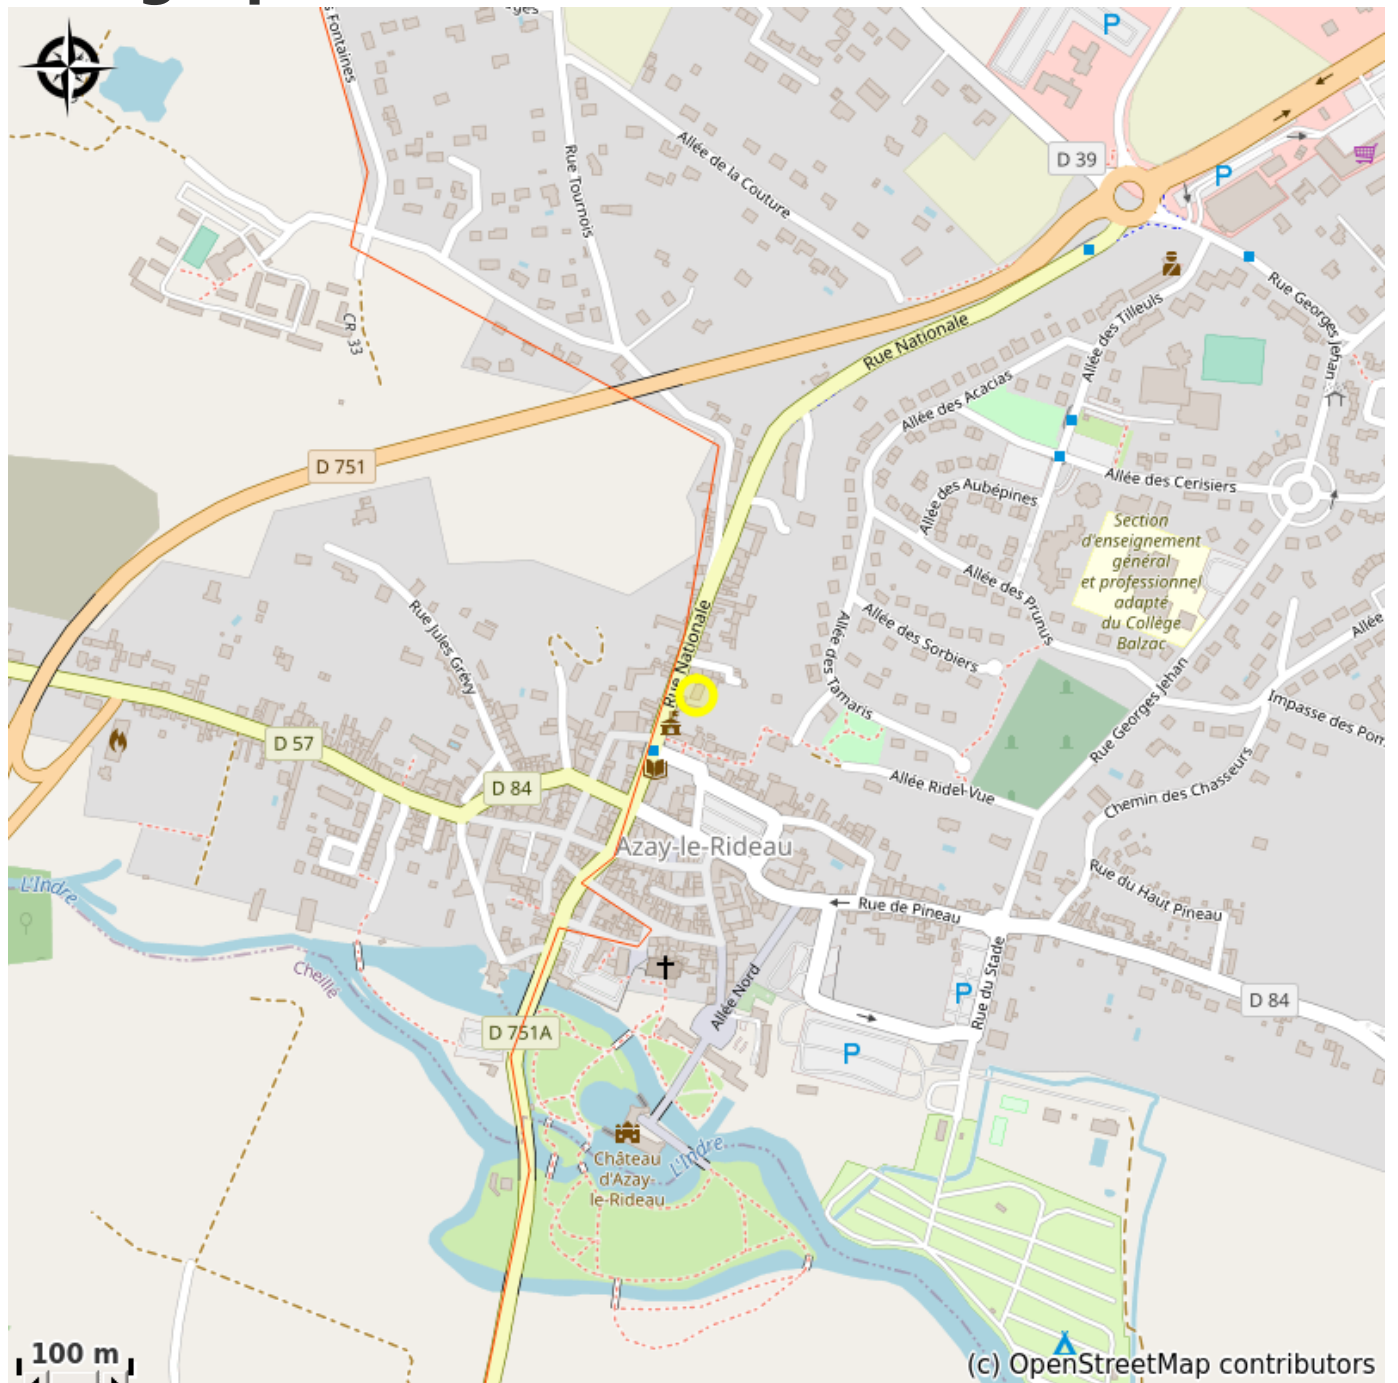 Fontaines
P
Allée de la Couture
D 39
Rue Tournois
P
Rue Georges Jehan
CR 33
Allée des Tilleuls
Rue Nationale
Allée des Acacias
D 751
Allée des Cerisiers
Allée des Aubépines
Section
d'enseignement
général
et professionnel
adapté
du Collège
Balzac
Allée des Prunus
Rue Jules Grévy
Rue Nationale
Allée des Sorbiers
Allée des Tamaris
Allée
Rue Georges Jehan
Impasse des Pom
D 57
D 84
Allée Ridel-Vue
Chemin des Chasseurs
Azay-le-Rideau
L'Indre
Rue du Haut Pineau
Rue de Pineau
Cheillé
Allée Nord
Rue du Stade
P
D 84
D 751A
P
Château
d'Azay-
le-Rideau
L'Indre
100 m
(c) OpenStreetMap contributors